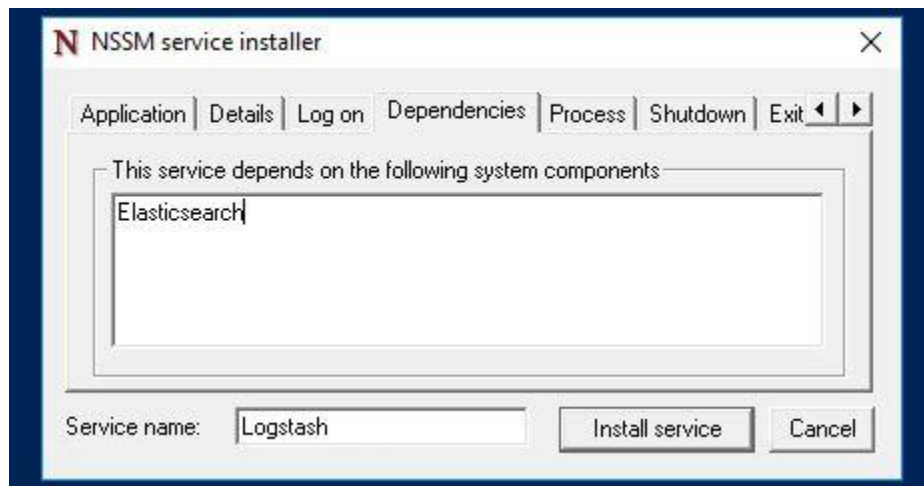 N NSSM service installer
Application Details Log on Dependencies Process Shutdown Exit
This service depends on the following system components
Elasticsearch
Service name: Logstash Install service Cancel